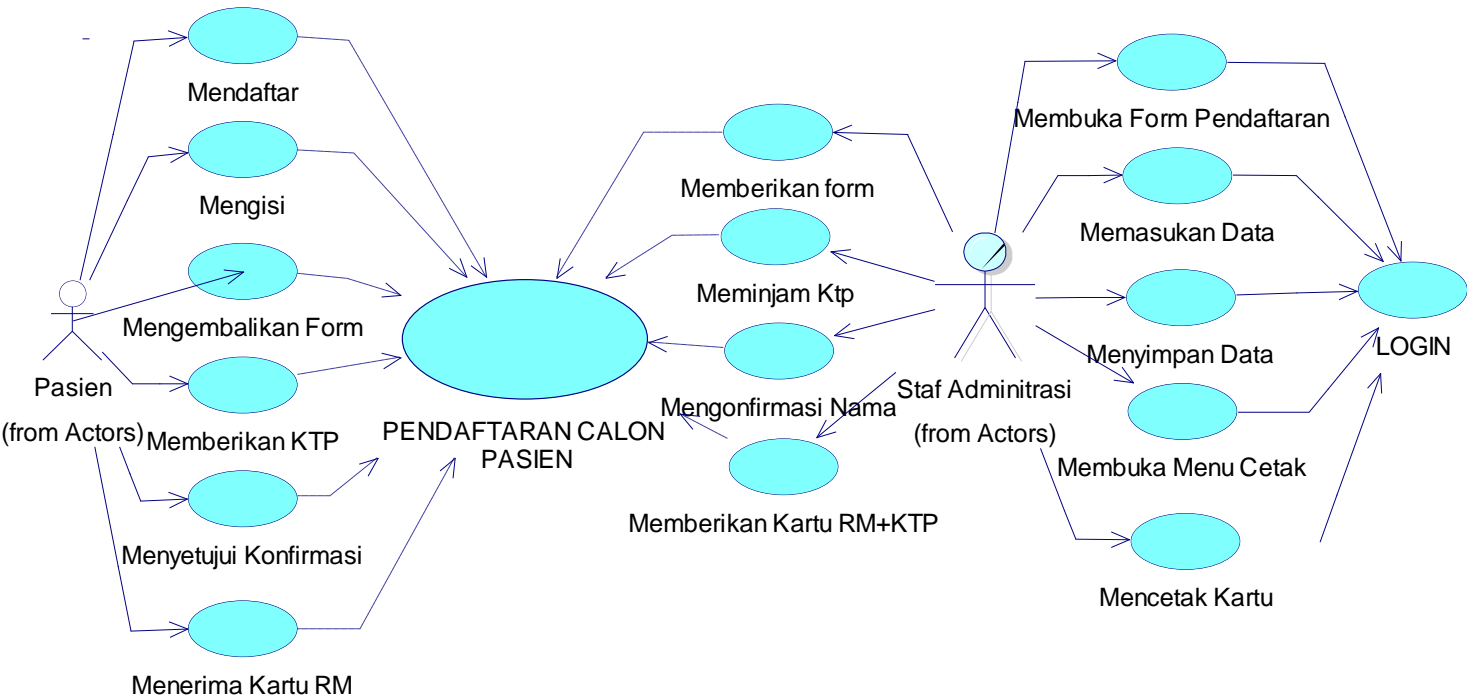 Mendaftar
Mengisi
Mengembalikan Form
Pasien
(from Actors)
Memberikan KTP
Menyetujui Konfirmasi
Menerima Kartu RM
PENDAFTARAN CALON
PASIEN
Memberikan form
Meminjam Ktp
Mengonfirmasi Nama
Memberikan Kartu RM+KTP
Staf Adminitrasi
(from Actors)
Membuka Form Pendaftaran
Memasukan Data
Menyimpan Data
Membuka Menu Cetak
Mencetak Kartu
LOGIN